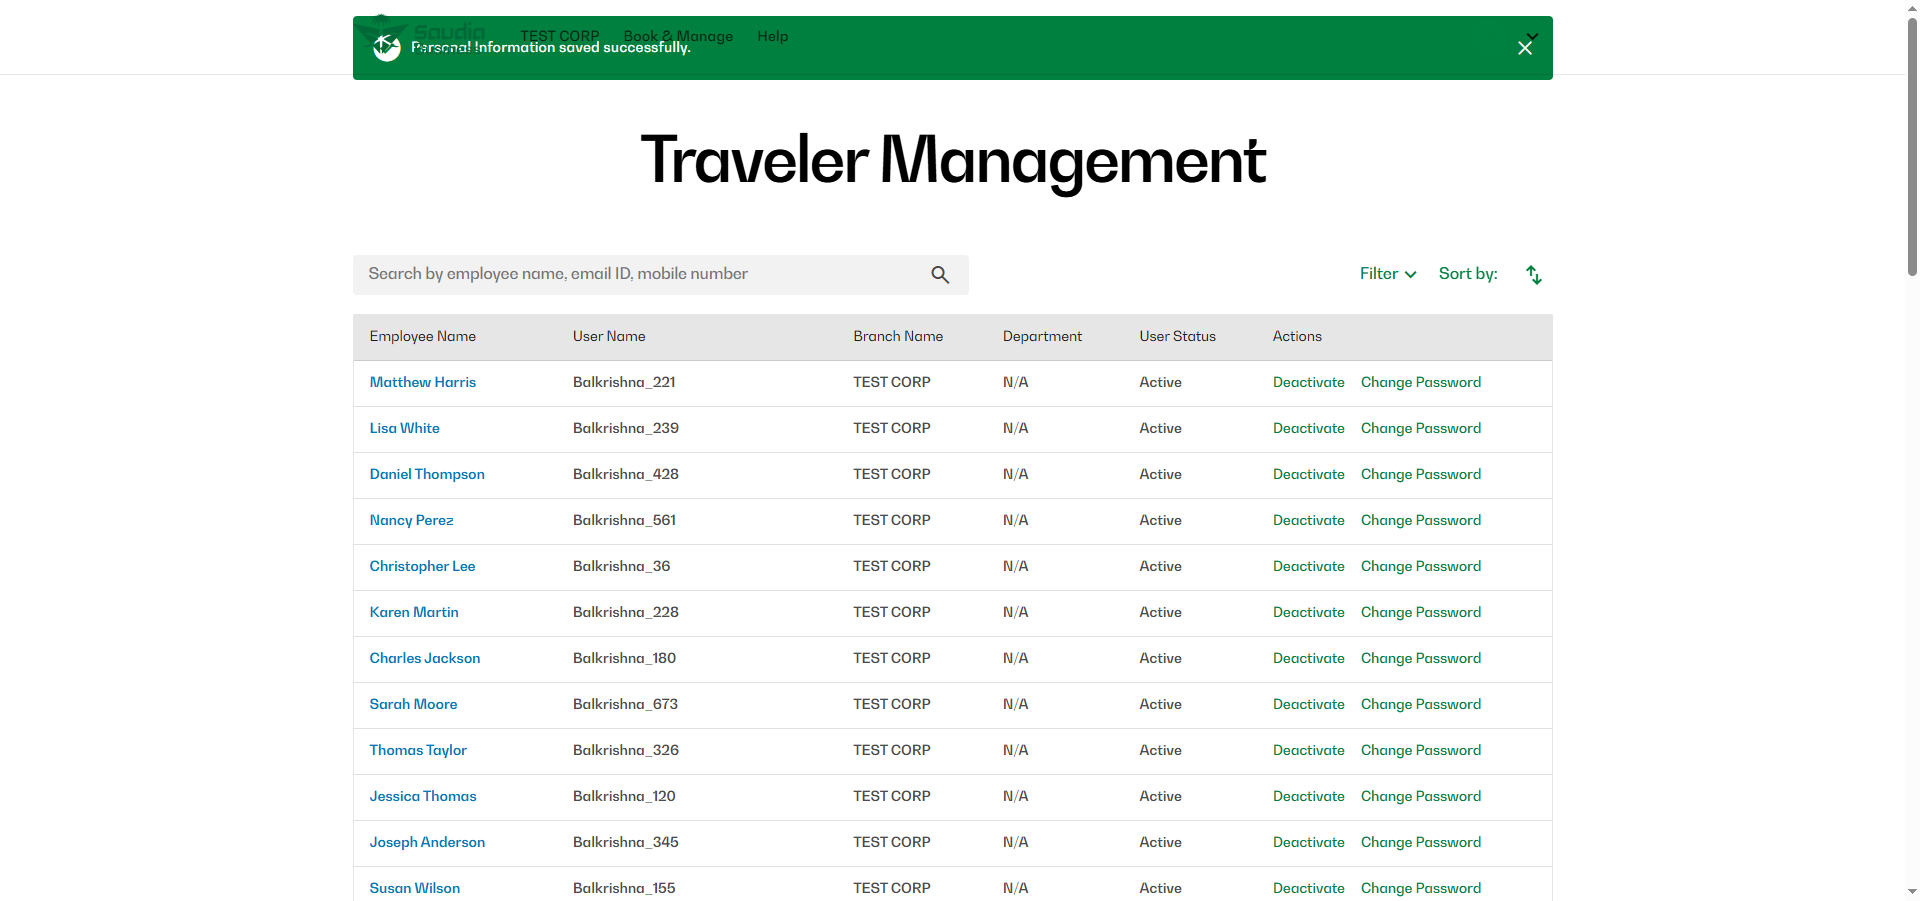 Saudia
TEST CORP Book & Manage Help
Personal Information saved successfully.
Traveler Management
Search by employee name, email ID, mobile number
Filter Sort by:
Employee Name User Name Branch Name Department User Status Actions
Matthew Harris Balkrishna_221 TEST CORP N/A Active Deactivate Change Password
Lisa White Balkrishna_239 TEST CORP N/A Active Deactivate Change Password
Daniel Thompson Balkrishna_428 TEST CORP N/A Active Deactivate Change Password
Nancy Perez Balkrishna_561 TEST CORP N/A Active Deactivate Change Password
Christopher Lee Balkrishna_36 TEST CORP N/A Active Deactivate Change Password
Karen Martin Balkrishna_228 TEST CORP N/A Active Deactivate Change Password
Charles Jackson Balkrishna_180 TEST CORP N/A Active Deactivate Change Password
Sarah Moore Balkrishna_673 TEST CORP N/A Active Deactivate Change Password
Thomas Taylor Balkrishna_326 TEST CORP N/A Active Deactivate Change Password
Jessica Thomas Balkrishna_120 TEST CORP N/A Active Deactivate Change Password
Joseph Anderson Balkrishna_345 TEST CORP N/A Active Deactivate Change Password
Susan Wilson Balkrishna_155 TEST CORP N/A Active Deactivate Change Password